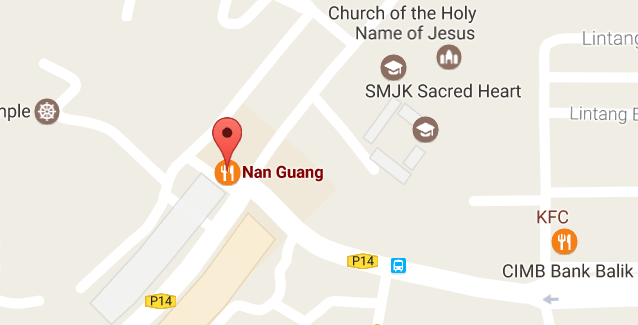 Church of the Holy
Name of Jesus
Lintang
SMJK Sacred Heart
mple
Lintang B
Nan Guang
KFC
P14
CIMB Bank Balik
P14